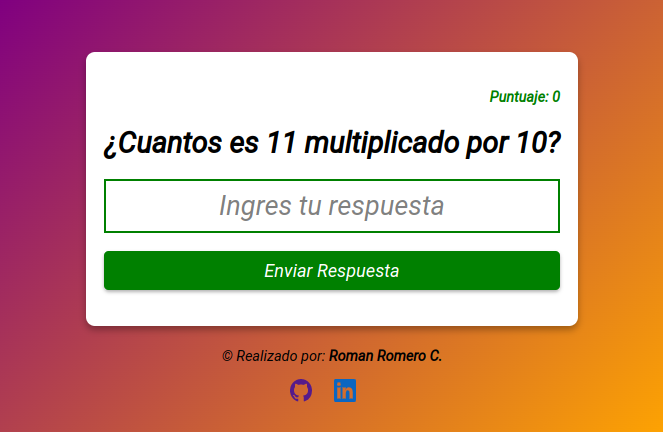 Puntuaje: 0
¿Cuantos es 11 multiplicado por 10?
Ingres tu respuesta
Enviar Respuesta
© Realizado por: Roman Romero C.
in